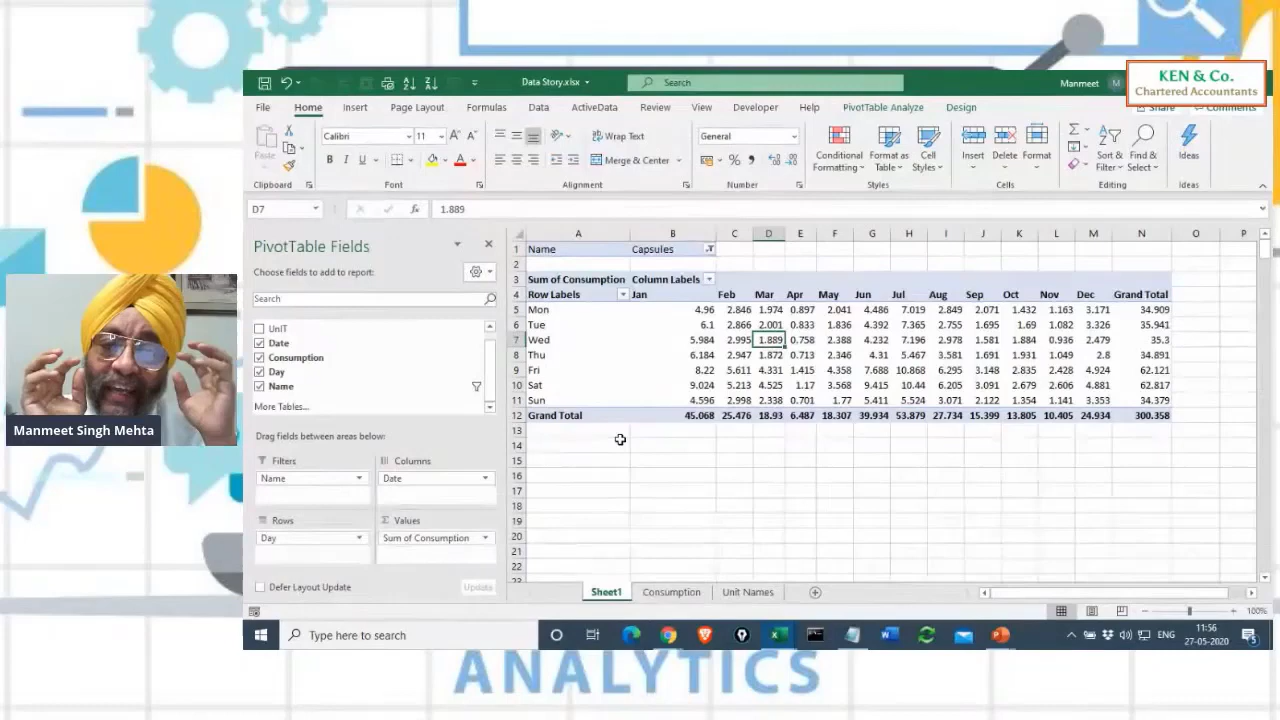 KEN & Co.
Chartered Accountants
Data Story.xlsx
Search
Manmeet
M
Share
Comments
File Home Insert Page Layout Formulas Data ActiveData Review View Developer Help PivotTable Analyze Design
Paste
Calibri 11
B I U
Wrap Text
Merge & Center
General
Conditional Formatting
Format as Table
Cell Styles
Insert Delete Format
Sort & Filter
Find & Select
Ideas
Clipboard Font Alignment Number Styles Cells Editing Ideas
D7 fx 1.889
PivotTable Fields
Choose fields to add to report:
Search
UnIT
Date
Consumption
Day
Name
More Tables...
Drag fields between areas below:
Filters Columns
Name Date
Rows Values
Day Sum of Consumption
Defer Layout Update Update
A B C D E F G H I J K L M N O P
1 Name Capsules
2
3 Sum of Consumption Column Labels
4 Row Labels Jan Feb Mar Apr May Jun Jul Aug Sep Oct Nov Dec Grand Total
5 Mon 4.96 2.846 1.974 0.897 2.041 4.486 7.019 2.849 2.071 1.432 1.163 3.171 34.909
6 Tue 6.1 2.866 2.001 0.833 1.836 4.392 7.365 2.755 1.695 1.69 1.082 3.326 35.941
7 Wed 5.984 2.995 1.889 0.758 2.388 4.232 7.196 2.978 1.581 1.884 0.936 2.479 35.3
8 Thu 6.184 2.947 1.872 0.713 2.346 4.31 5.467 3.581 1.691 1.931 1.049 2.8 34.891
9 Fri 8.22 5.611 4.331 1.415 4.358 7.688 10.868 6.295 3.148 2.835 2.428 4.924 62.121
10 Sat 9.024 5.213 4.525 1.17 3.568 9.415 10.44 6.205 3.091 2.679 2.606 4.881 62.817
11 Sun 4.596 2.998 2.338 0.701 1.77 5.411 5.524 3.071 2.122 1.354 1.141 3.353 34.379
12 Grand Total 45.068 25.476 18.93 6.487 18.307 39.934 53.879 27.734 15.399 13.805 10.405 24.934 300.358
13
14
15
16
17
18
19
20
21
22
Manmeet Singh Mehta
Sheet1 Consumption Unit Names
100%
Type here to search
ENG
11:56
27-05-2020
ANALYTICS